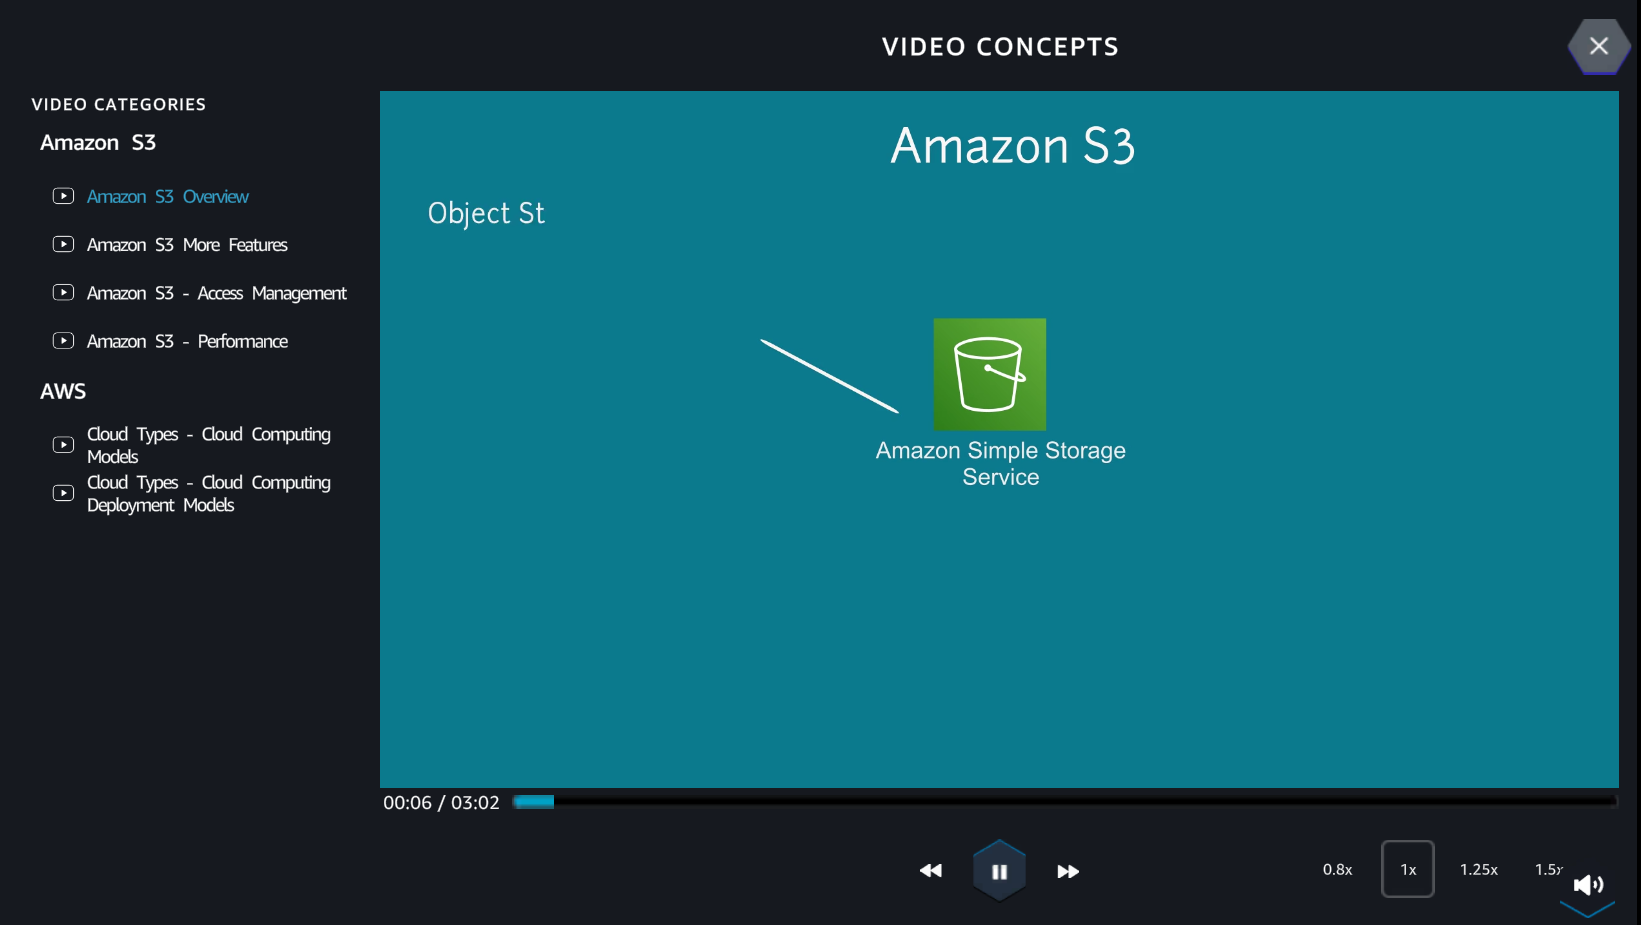 VIDEO CONCEPTS
VIDEO CATEGORIES
Amazon S3
Amazon S3 Overview
Amazon S3 More Features
Amazon S3 - Access Management
Amazon S3 - Performance
AWS
Cloud Types - Cloud Computing
Models
Cloud Types - Cloud Computing
Deployment Models
Amazon S3
Object St
Amazon Simple Storage
Service
00:06 / 03:02
0.8x
1x
1.25x
1.5x